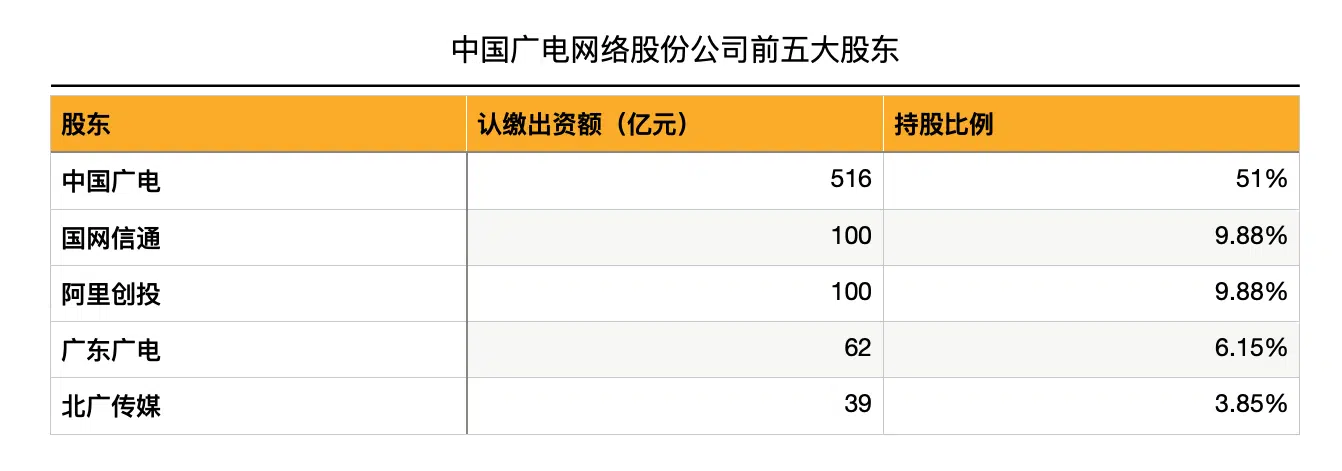 中国广电网络股份公司前五大股东
股东 认缴出资额（亿元） 持股比例
中国广电 516 51%
国网信通 100 9.88%
阿里创投 100 9.88%
广东广电 62 6.15%
北广传媒 39 3.85%